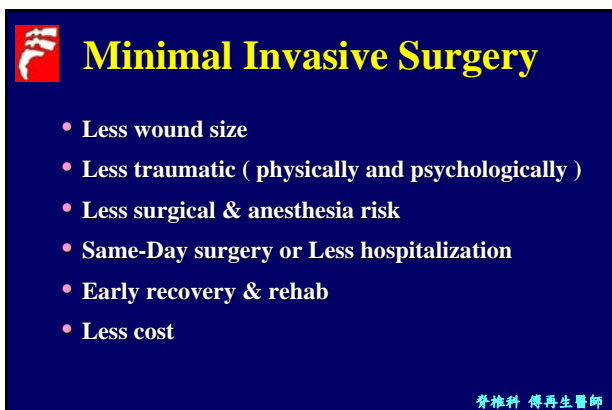 Minimal Invasive Surgery
• Less wound size
• Less traumatic ( physically and psychologically )
• Less surgical & anesthesia risk
• Same-Day surgery or Less hospitalization
• Early recovery & rehab
• Less cost
脊椎科 傅再生醫師